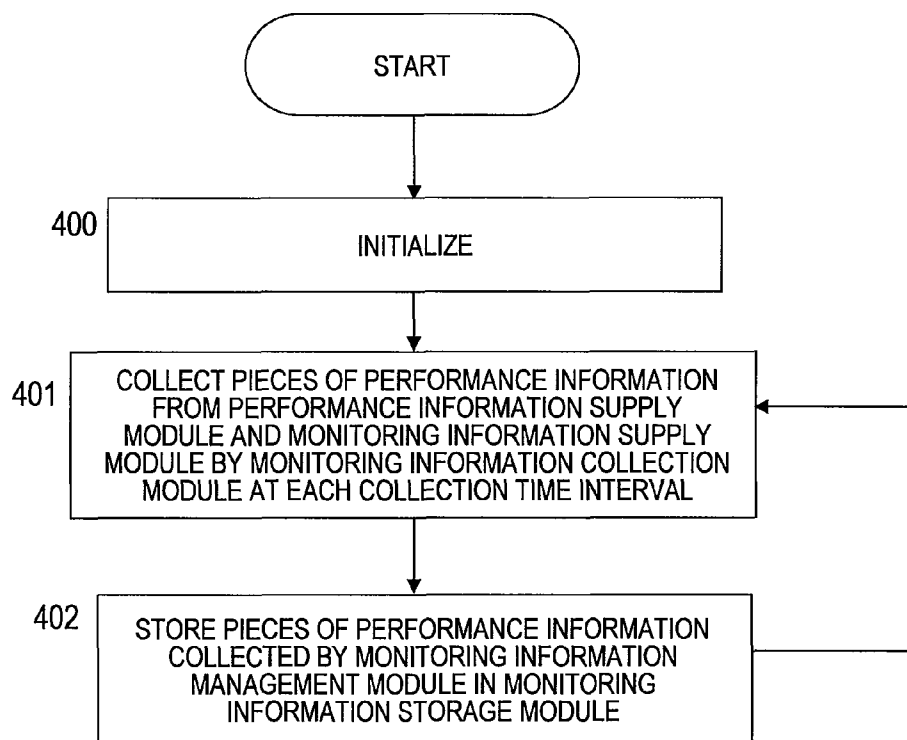 START
400
INITIALIZE
401
COLLECT PIECES OF PERFORMANCE INFORMATION
FROM PERFORMANCE INFORMATION SUPPLY
MODULE AND MONITORING INFORMATION SUPPLY
MODULE BY MONITORING INFORMATION COLLECTION
MODULE AT EACH COLLECTION TIME INTERVAL
402
STORE PIECES OF PERFORMANCE INFORMATION
COLLECTED BY MONITORING INFORMATION
MANAGEMENT MODULE IN MONITORING
INFORMATION STORAGE MODULE